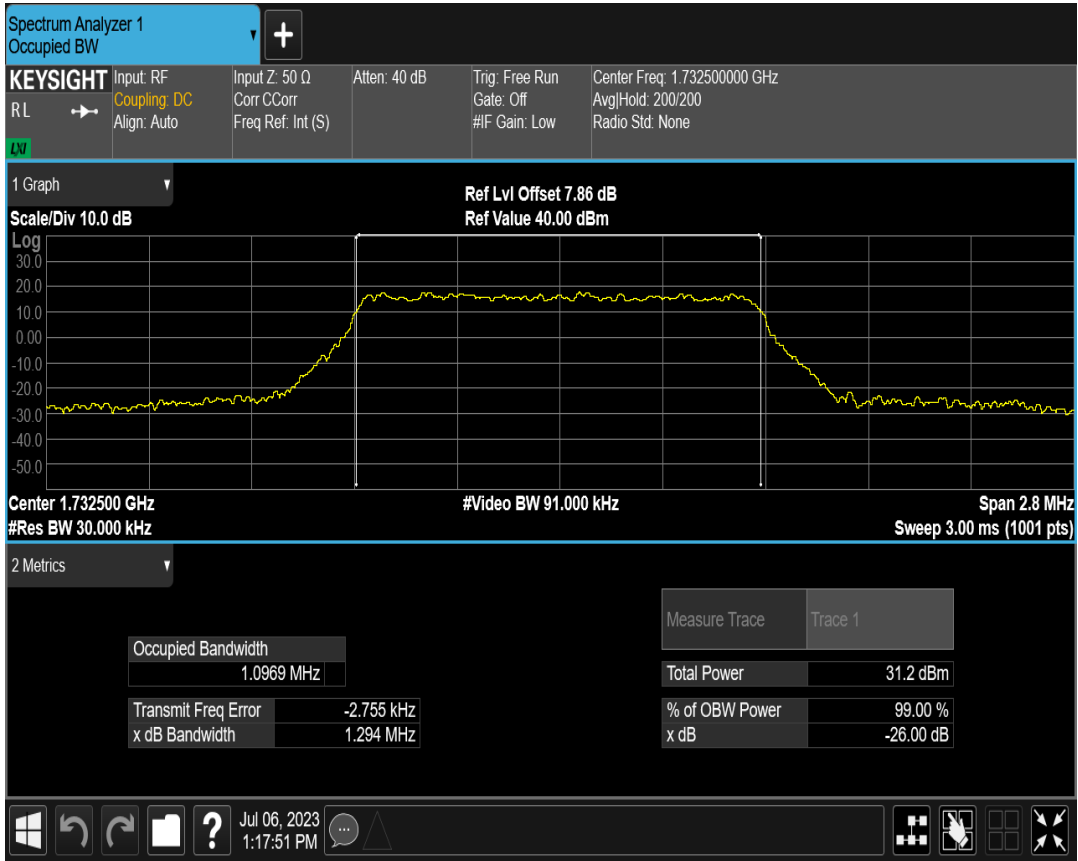 Spectrum Analyzer 1
Occupied BW
+
KEYSIGHT
RL
LXI
Input: RF
Coupling: DC
Align: Auto
Input Z: 50 Ω
Corr CCorr
Freq Ref: Int (S)
Atten: 40 dB
Trig: Free Run
Gate: Off
#IF Gain: Low
Center Freq: 1.732500000 GHz
Avg|Hold: 200/200
Radio Std: None
1 Graph
Scale/Div 10.0 dB
Ref Lvl Offset 7.86 dB
Ref Value 40.00 dBm
Log
30.0
20.0
10.0
0.00
-10.0
-20.0
-30.0
-40.0
-50.0
Center 1.732500 GHz
#Video BW 91.000 kHz
Span 2.8 MHz
#Res BW 30.000 kHz
Sweep 3.00 ms (1001 pts)
2 Metrics
Occupied Bandwidth
1.0969 MHz
Transmit Freq Error -2.755 kHz
x dB Bandwidth 1.294 MHz
Measure Trace Trace 1
Total Power 31.2 dBm
% of OBW Power 99.00 %
x dB -26.00 dB
?
Jul 06, 2023
1:17:51 PM